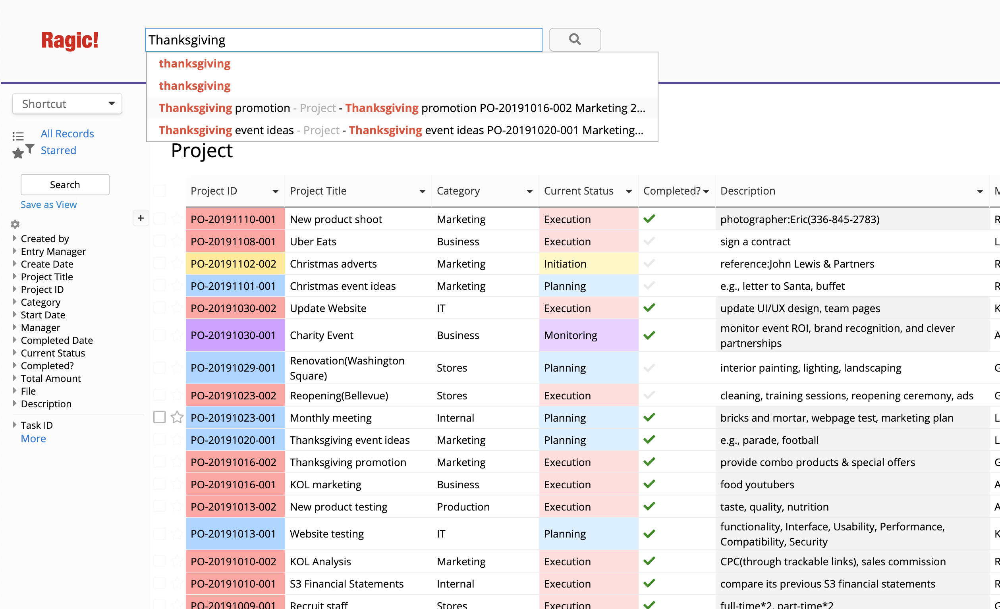 Ragic!
Thanksgiving
thanksgiving
thanksgiving
Thanksgiving promotion - Project - Thanksgiving promotion PO-20191016-002 Marketing 2...
Thanksgiving event ideas - Project - Thanksgiving event ideas PO-20191020-001 Marketing...
Shortcut
All Records
Starred
Search
Save as View
+
Created by
Entry Manager
Create Date
Project Title
Project ID
Category
Start Date
Manager
Completed Date
Current Status
Completed?
Total Amount
File
Description
Task ID
More
Project
Project ID Project Title Category Current Status Completed? Description
PO-20191110-001 New product shoot Marketing Execution photographer:Eric(336-845-2783)
PO-20191108-001 Uber Eats Business Execution sign a contract
PO-20191102-002 Christmas adverts Marketing Initiation reference:John Lewis & Partners
PO-20191101-001 Christmas event ideas Marketing Planning e.g., letter to Santa, buffet
PO-20191030-002 Update Website IT Execution update UI/UX design, team pages
PO-20191030-001 Charity Event Business Monitoring monitor event ROI, brand recognition, and clever
partnerships
PO-20191029-001 Renovation(Washington
Square) Stores Planning interior painting, lighting, landscaping
PO-20191023-002 Reopening(Bellevue) Stores Execution cleaning, training sessions, reopening ceremony, ads
PO-20191023-001 Monthly meeting Internal Planning bricks and mortar, webpage test, marketing plan
PO-20191020-001 Thanksgiving event ideas Marketing Planning e.g., parade, football
PO-20191016-002 Thanksgiving promotion Marketing Execution provide combo products & special offers
PO-20191016-001 KOL marketing Business Execution food youtubers
PO-20191013-002 New product testing Production Execution taste, quality, nutrition
PO-20191013-001 Website testing IT Planning functionality, Interface, Usability, Performance,
Compatibility, Security
PO-20191010-002 KOL Analysis Marketing Execution CPC(through trackable links), sales commission
PO-20191010-001 S3 Financial Statements Internal Execution compare its previous S3 financial statements
PO-20191009-001 Recruit staff Stores Execution full-time*2, part-time*2